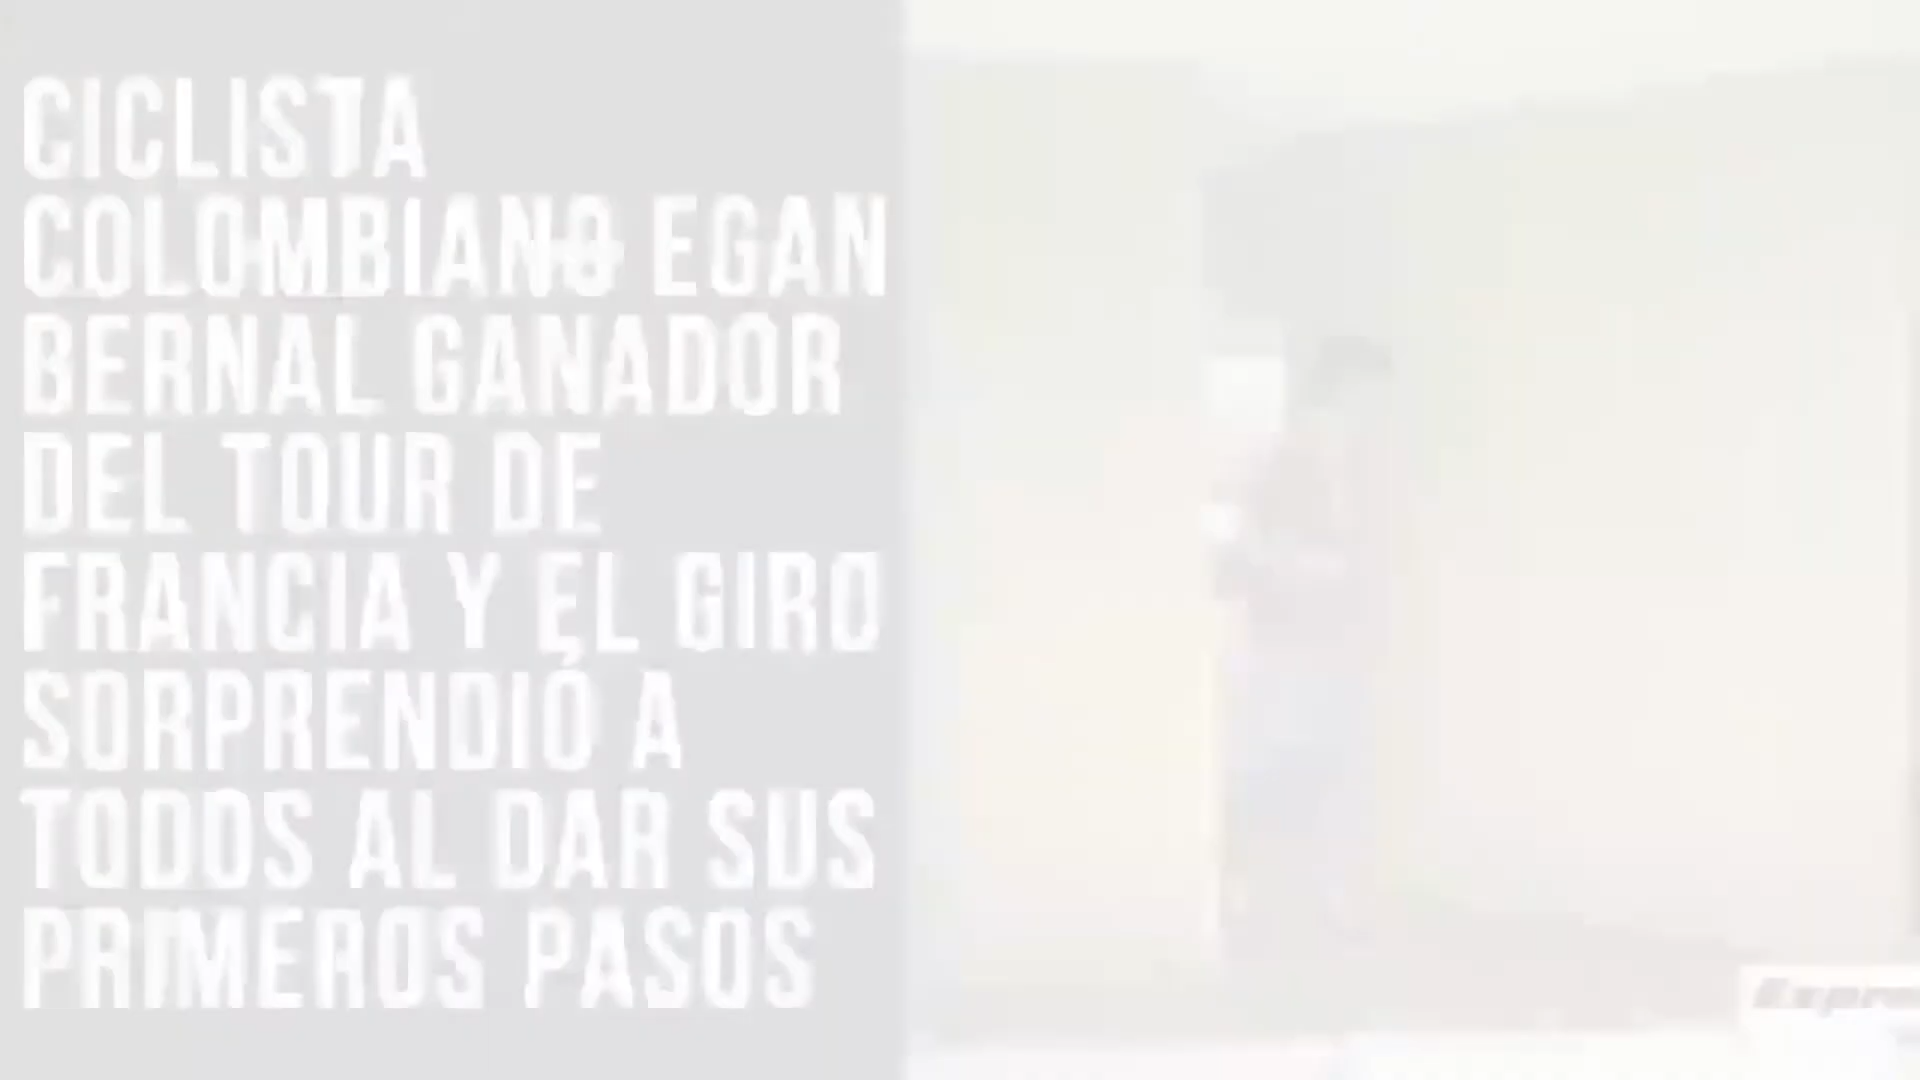 CICLISTA
COLOMBIANO EGAN
BERNAL GANADOR
DEL TOUR DE
FRANCIA Y EL GIRO
SORPRENDIÓ A
TODOS AL DAR SUS
PRIMEROS PASOS